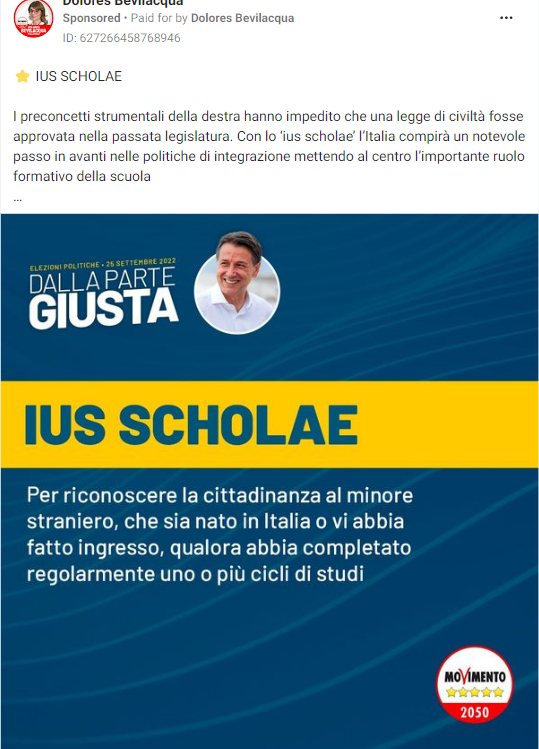 Dolores Bevilacqua
Sponsored • Paid for by Dolores Bevilacqua
ID: 627266458768946
IUS SCHOLAE
I preconcetti strumentali della destra hanno impedito che una legge di civiltà fosse
approvata nella passata legislatura. Con lo ‘ius scholae’ l’Italia compirà un notevole
passo in avanti nelle politiche di integrazione mettendo al centro l’importante ruolo
formativo della scuola
...
ELEZIONI POLITICHE • 25 SETTEMBRE 2022
DALLA PARTE
GIUSTA
IUS SCHOLAE
Per riconoscere la cittadinanza al minore
straniero, che sia nato in Italia o vi abbia
fatto ingresso, qualora abbia completato
regolarmente uno o più cicli di studi
MOVIMENTO
2050